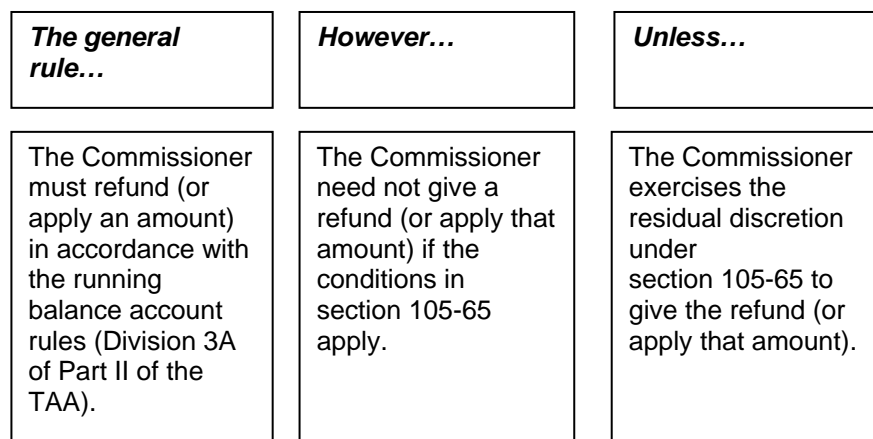 The general
rule…
However…
Unless…
The Commissioner
must refund (or
apply an amount)
in accordance with
the running
balance account
rules (Division 3A
of Part II of the
TAA).
The Commissioner
need not give a
refund (or apply that
amount) if the
conditions in
section 105-65
apply.
The Commissioner
exercises the
residual discretion
under
section 105-65 to
give the refund (or
apply that amount).